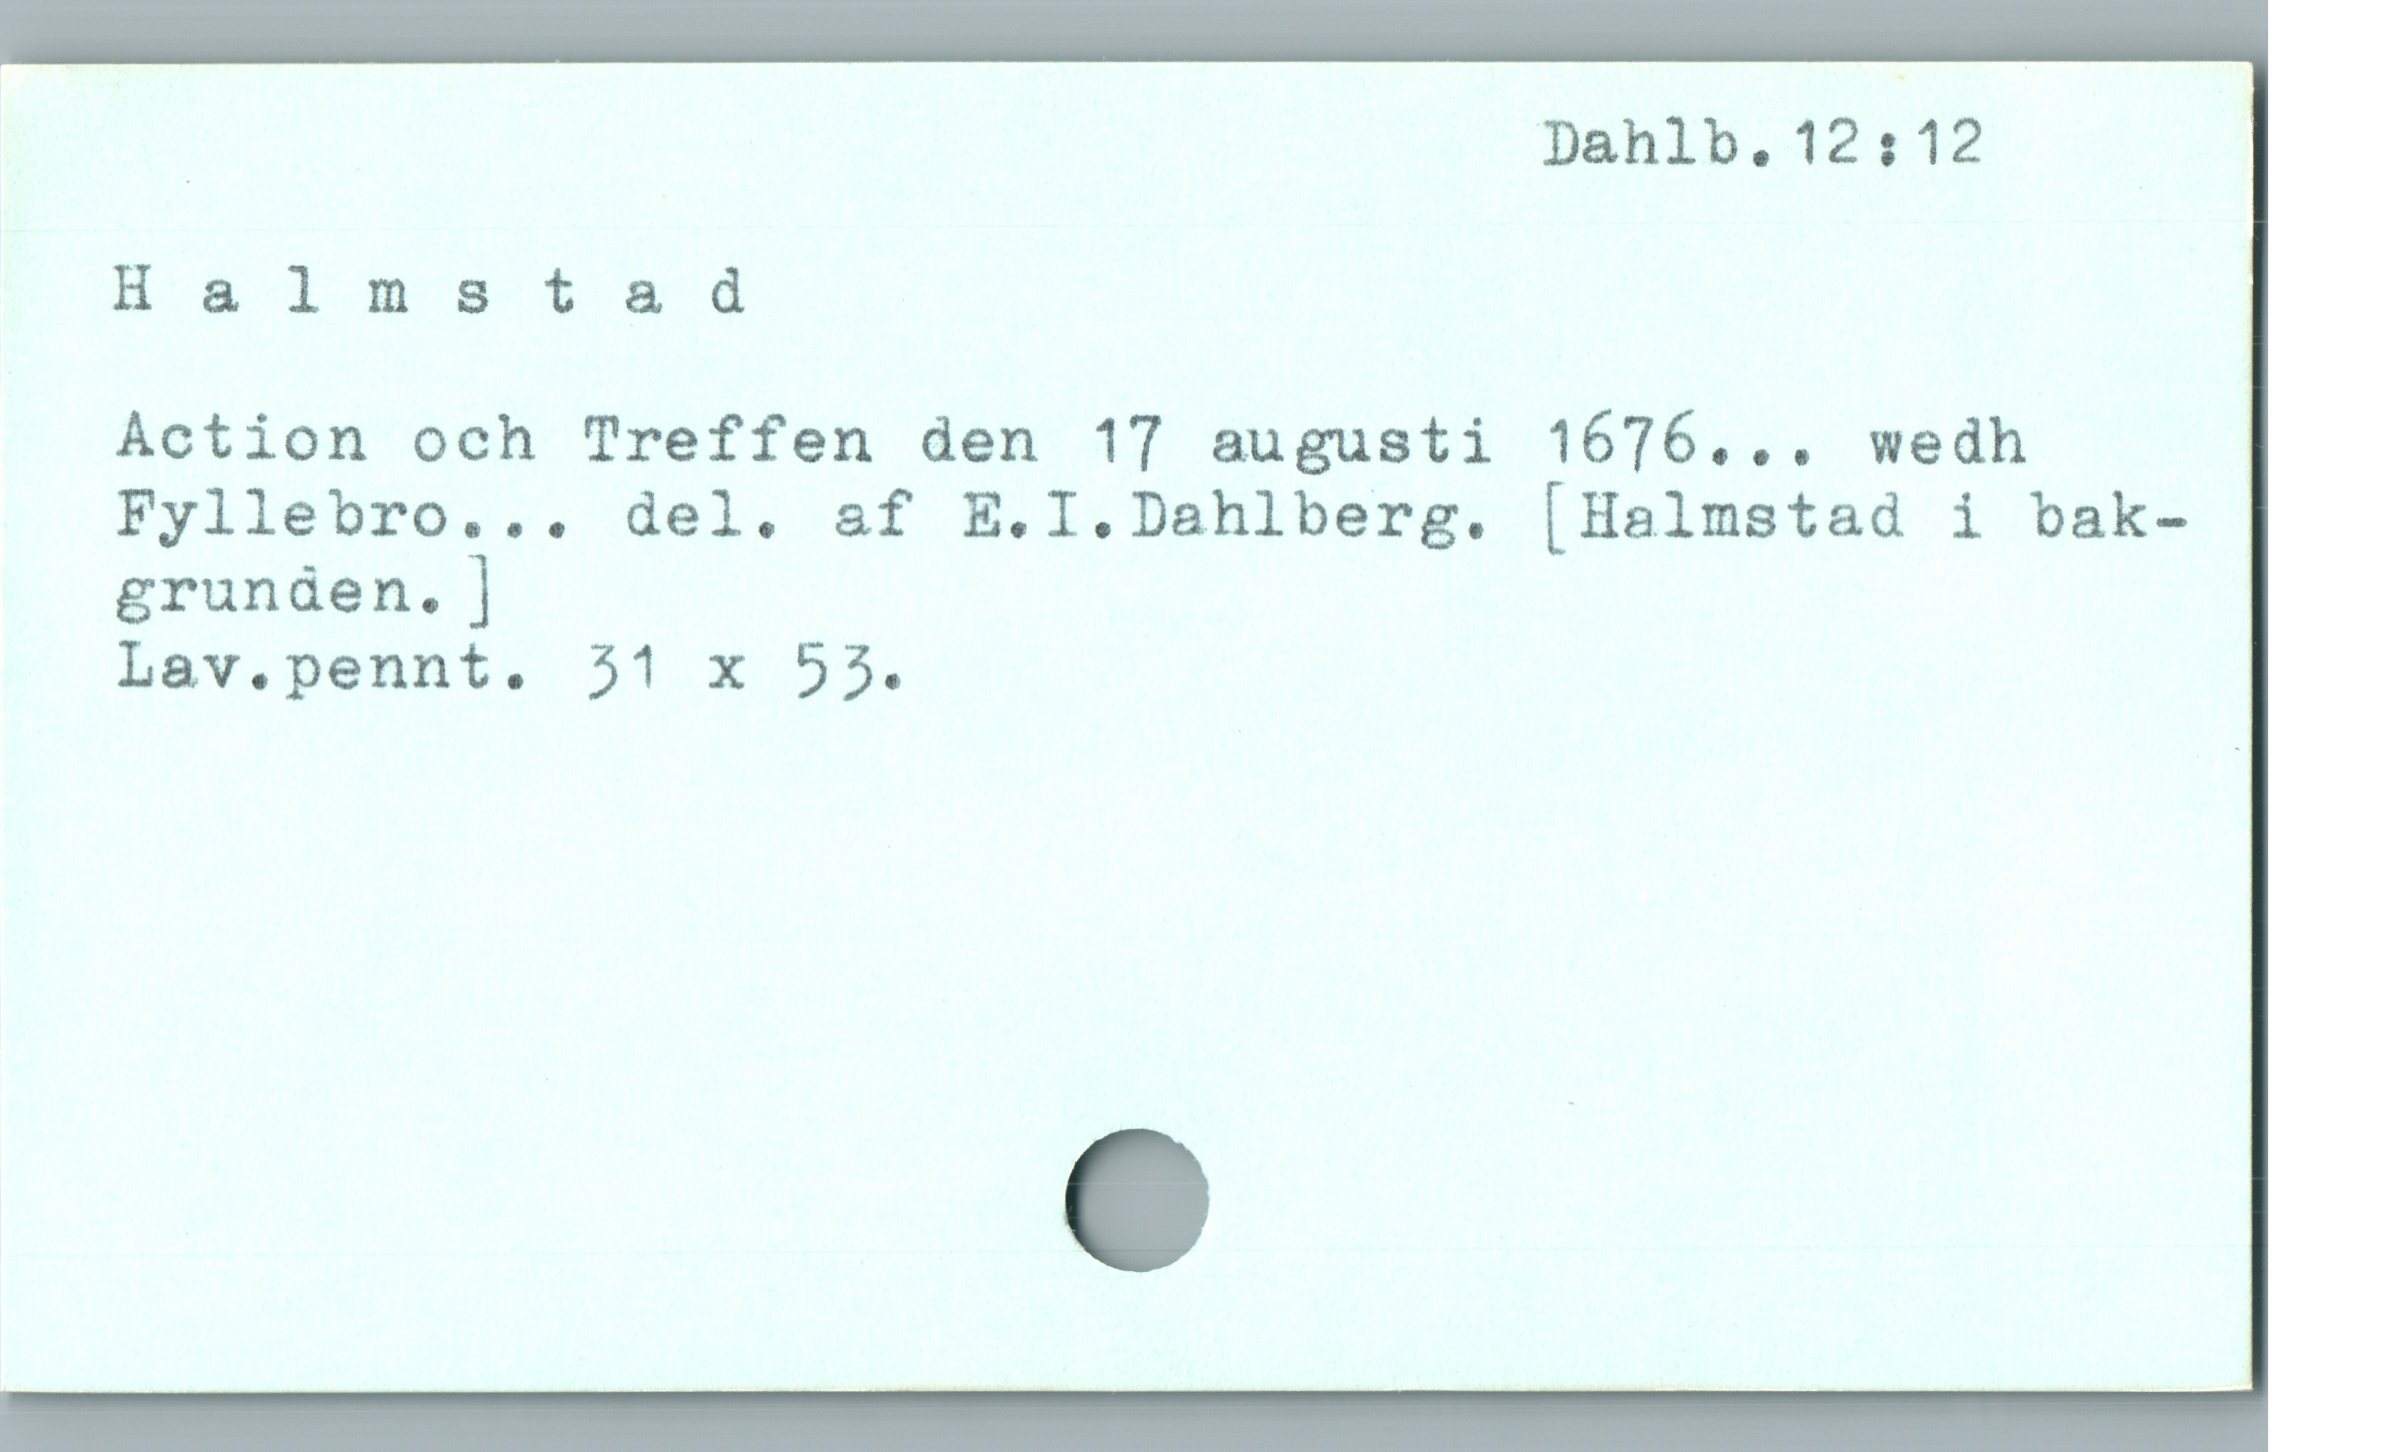 Dahlb.12:12
H a l m s t a d
Action och Treffen den 17 augusti 1676... wedh
Fyllebro... del. af E.I.Dahlberg. [Halmstad i bak-
grunden.]
Lav.pennt. 31 x 53.